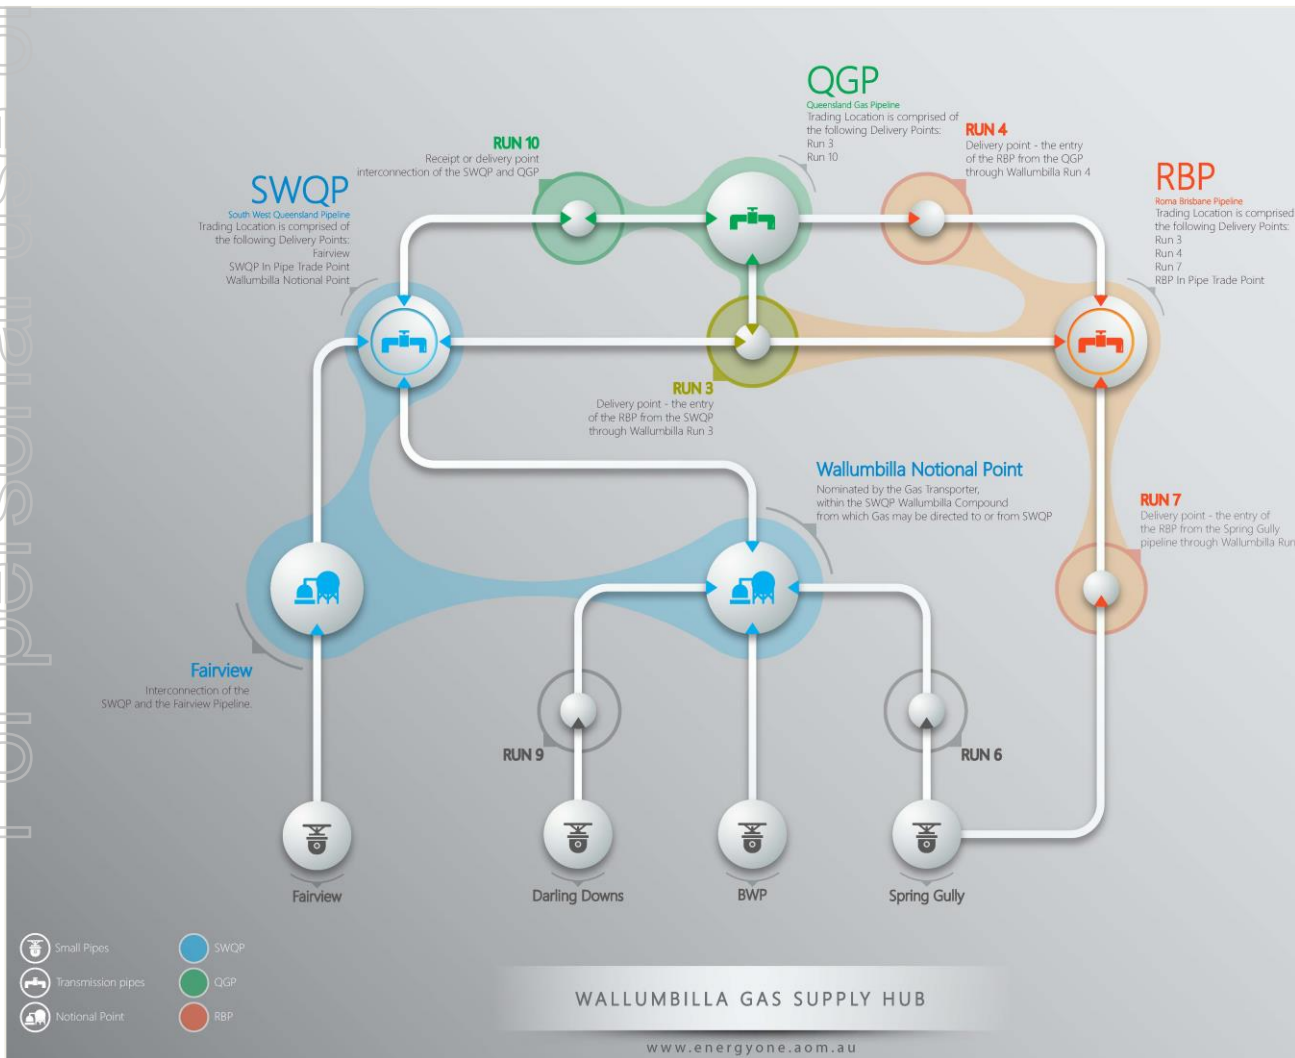 For personal use only
QGP
Queensland Gas Pipeline
Trading Location is comprised of
the following Delivery Points:
Run 3
Run 10
RUN 4
Delivery point - the entry
of the RBP from the QGP
through Wallumbilla Run 4
RUN 10
Receipt or delivery point
interconnection of the SWQP and QGP
SWQP
South West Queensland Pipeline
Trading Location is comprised of
the following Delivery Points:
Fairview
SWQP In Pipe Trade Point
Wallumbilla Notional Point
RBP
Roma Brisbane Pipeline
Trading Location is comprised
the following Delivery Points:
Run 3
Run 4
Run 7
RBP In Pipe Trade Point
RUN 3
Delivery point - the entry
of the RBP from the SWQP
through Wallumbilla Run 3
Wallumbilla Notional Point
Nominated by the Gas Transporter,
within the SWQP Wallumbilla Compound
from which Gas may be directed to or from SWQP
RUN 7
Delivery point - the entry of
the RBP from the Spring Gully
pipeline through Wallumbilla Run
Fairview
Interconnection of the
SWQP and the Fairview Pipeline.
RUN 9
RUN 6
Fairview
Darling Downs
BWP
Spring Gully
Small Pipes
SWQP
Transmission pipes
QGP
Notional Point
RBP
WALLUMBILLA GAS SUPPLY HUB
www.energyone.aom.au